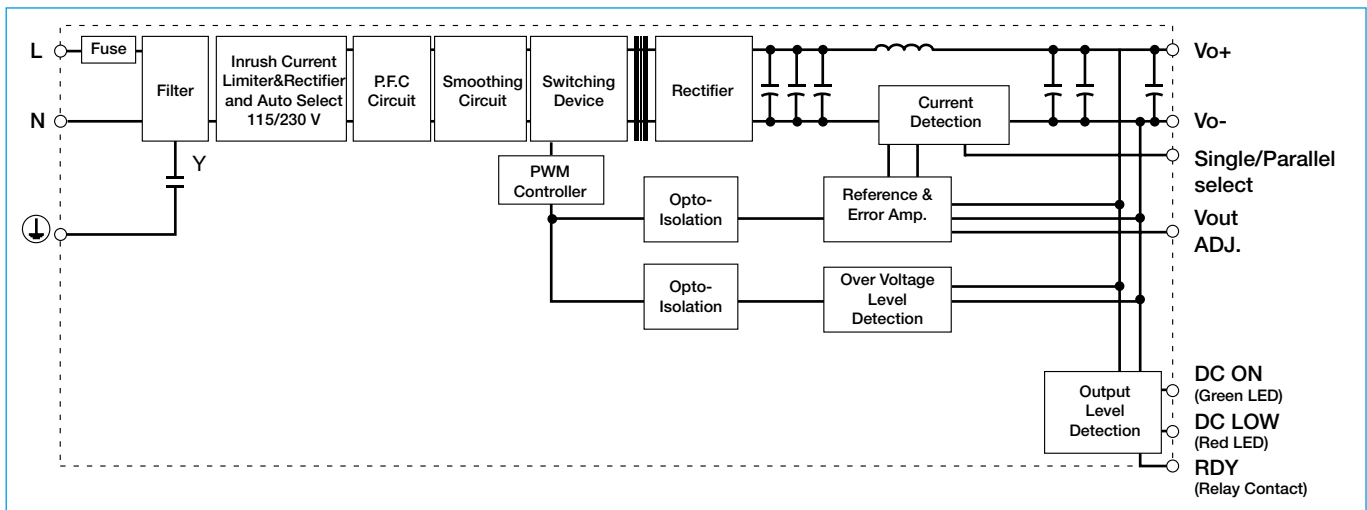 L
Fuse
Filter
Inrush Current
Limiter&Rectifier
and Auto Select
115/230 V
P.F.C
Circuit
Smoothing
Circuit
Switching
Device
Rectifier
Current
Detection
Vo+
N
Vo-
Y
PWM
Controller
Opto-
Isolation
Reference &
Error Amp.
Single/Parallel
select
Vout
ADJ.
Opto-
Isolation
Over Voltage
Level
Detection
Output
Level
Detection
DC ON
(Green LED)
DC LOW
(Red LED)
RDY
(Relay Contact)